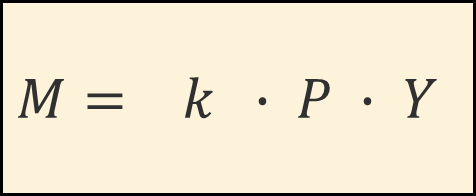 M = k · P · Y